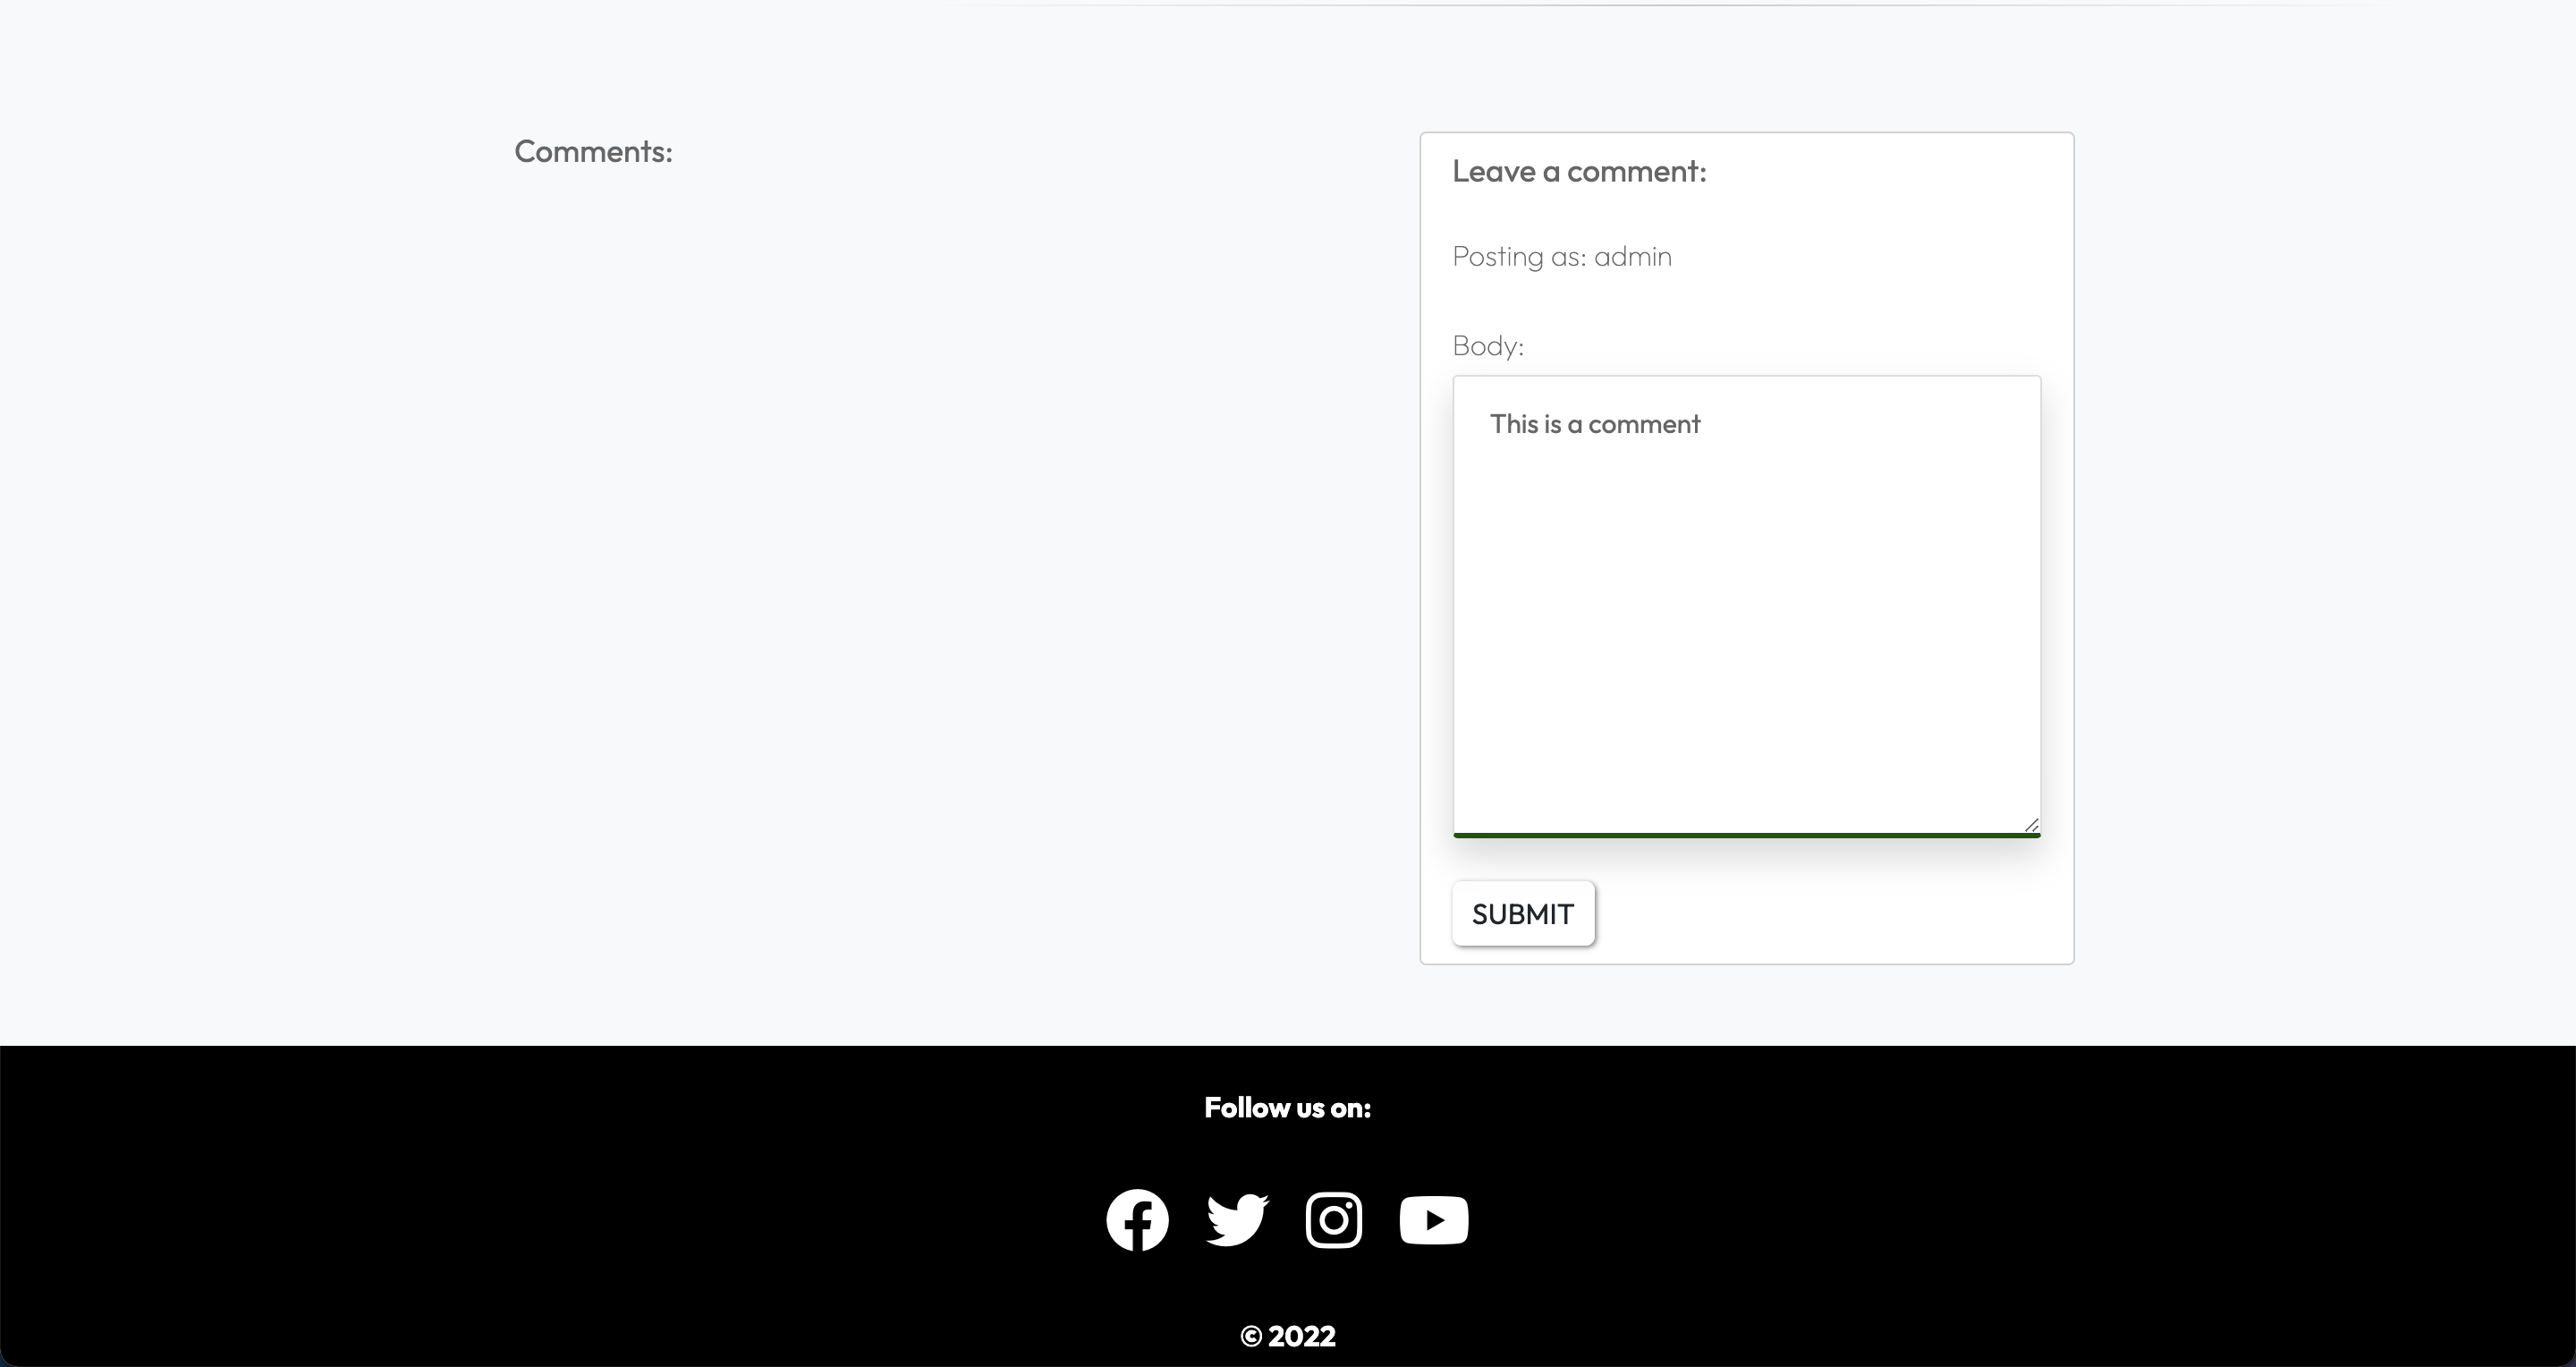 Comments:
Leave a comment:
Posting as: admin
Body:
This is a comment
SUBMIT
Follow us on:
© 2022